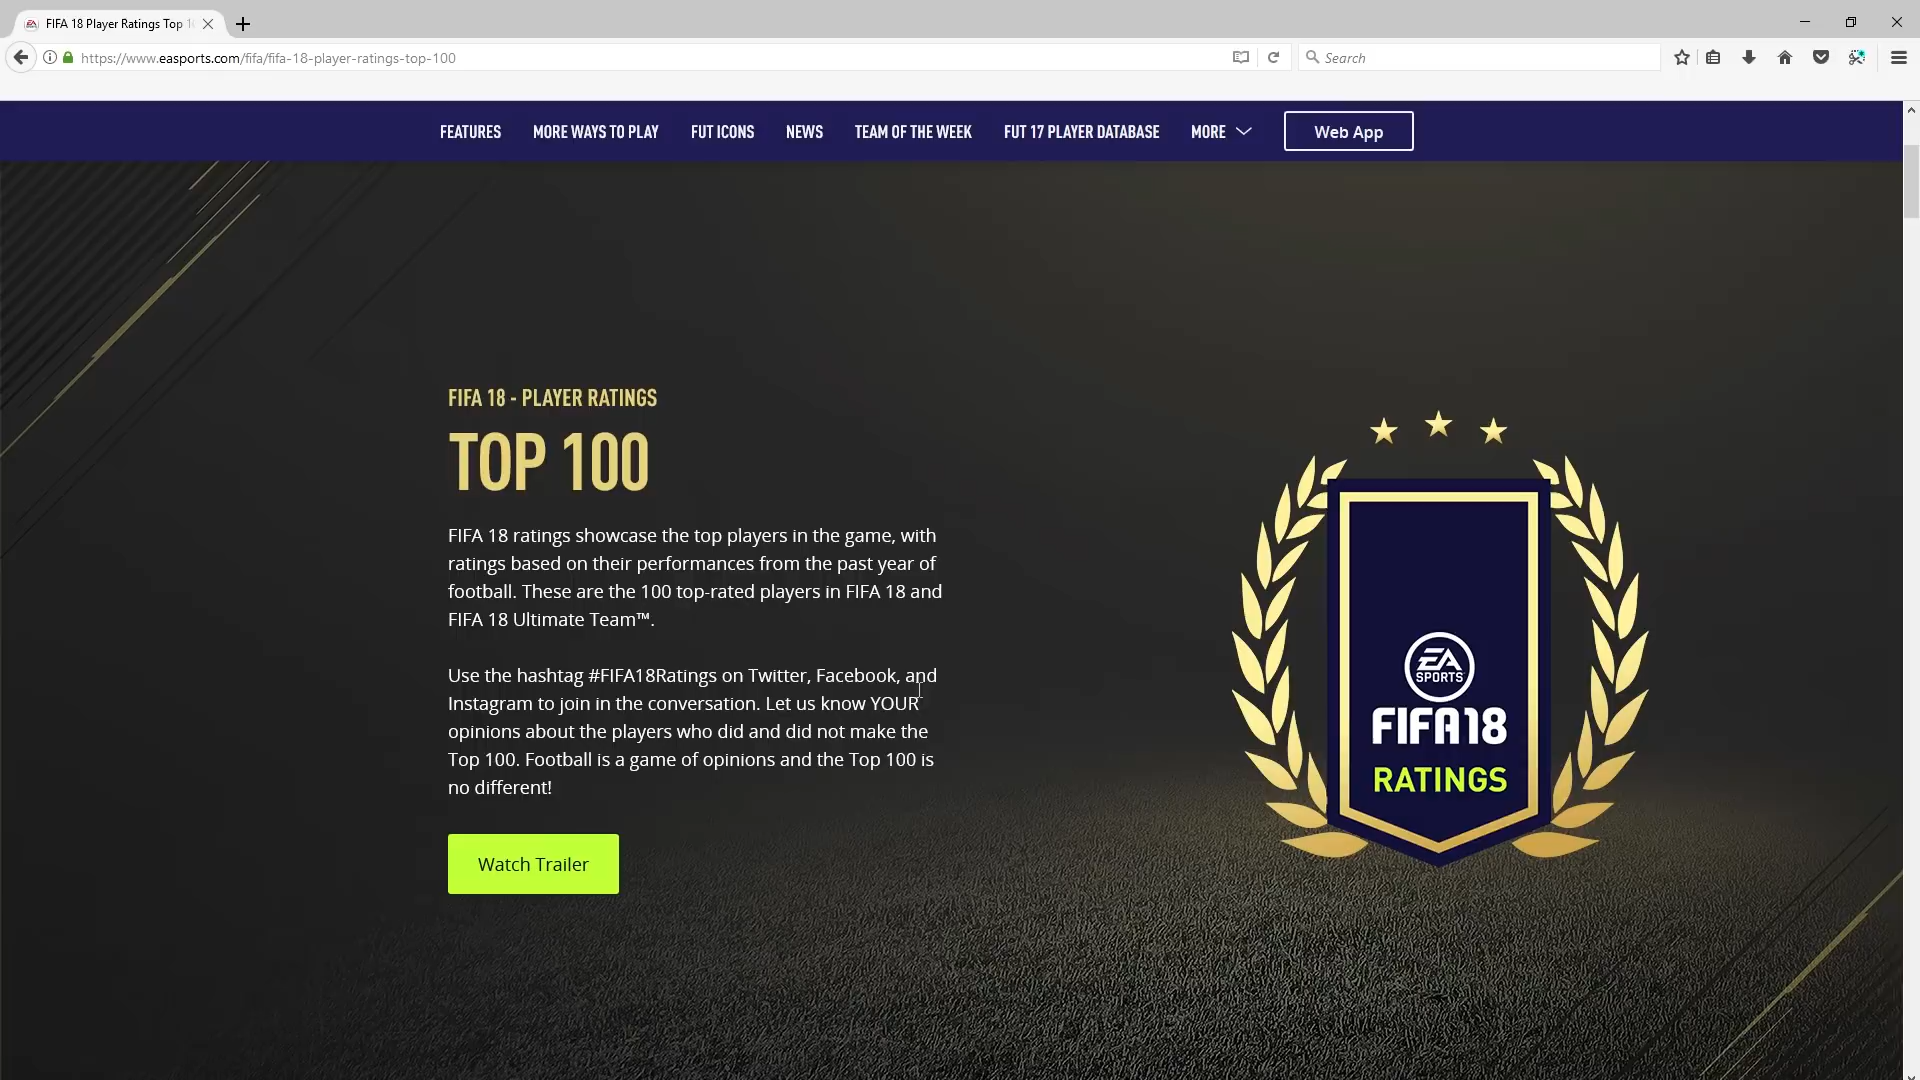 FIFA 18 Player Ratings Top 1
https://www.easports.com/fifa/fifa-18-player-ratings-top-100
Search
FEATURES MORE WAYS TO PLAY FUT ICONS NEWS TEAM OF THE WEEK FUT 17 PLAYER DATABASE MORE Web App
FIFA 18 - PLAYER RATINGS
TOP 100
FIFA 18 ratings showcase the top players in the game, with
ratings based on their performances from the past year of
football. These are the 100 top-rated players in FIFA 18 and
FIFA 18 Ultimate Team™.
Use the hashtag #FIFA18Ratings on Twitter, Facebook, and
Instagram to join in the conversation. Let us know YOUR
opinions about the players who did and did not make the
Top 100. Football is a game of opinions and the Top 100 is
no different!
Watch Trailer
EA
SPORTS
FIFA18
RATINGS